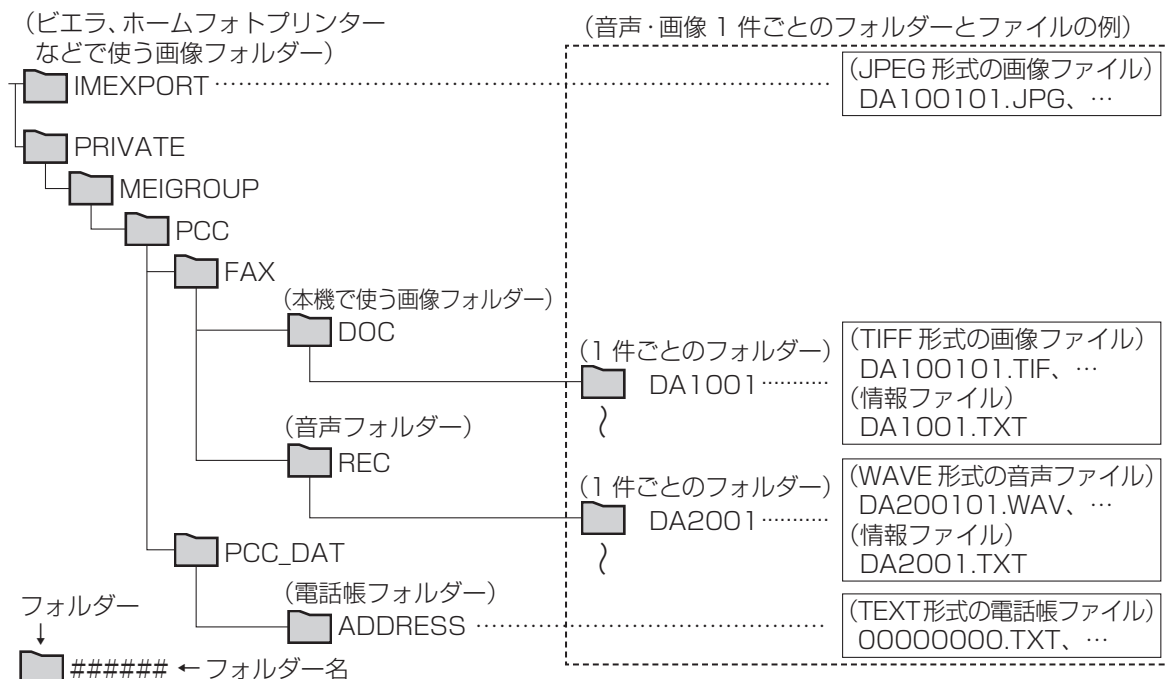 (ビエラ、ホームフォトプリンター
などで使う画像フォルダー)
(音声・画像 1 件ごとのフォルダーとファイルの例)
IMEXPORT
(JPEG 形式の画像ファイル)
DA100101.JPG、…
PRIVATE
MEIGROUP
PCC
FAX
(本機で使う画像フォルダー)
DOC
(1 件ごとのフォルダー)
DA1001
(TIFF 形式の画像ファイル)
DA100101.TIF、…
(情報ファイル)
DA1001.TXT
(音声フォルダー)
REC
(1 件ごとのフォルダー)
DA2001
(WAVE 形式の音声ファイル)
DA200101.WAV、…
(情報ファイル)
DA2001.TXT
PCC_DAT
(電話帳フォルダー)
ADDRESS
(TEXT形式の電話帳ファイル)
00000000.TXT、…
フォルダー
↓
###### ←フォルダー名